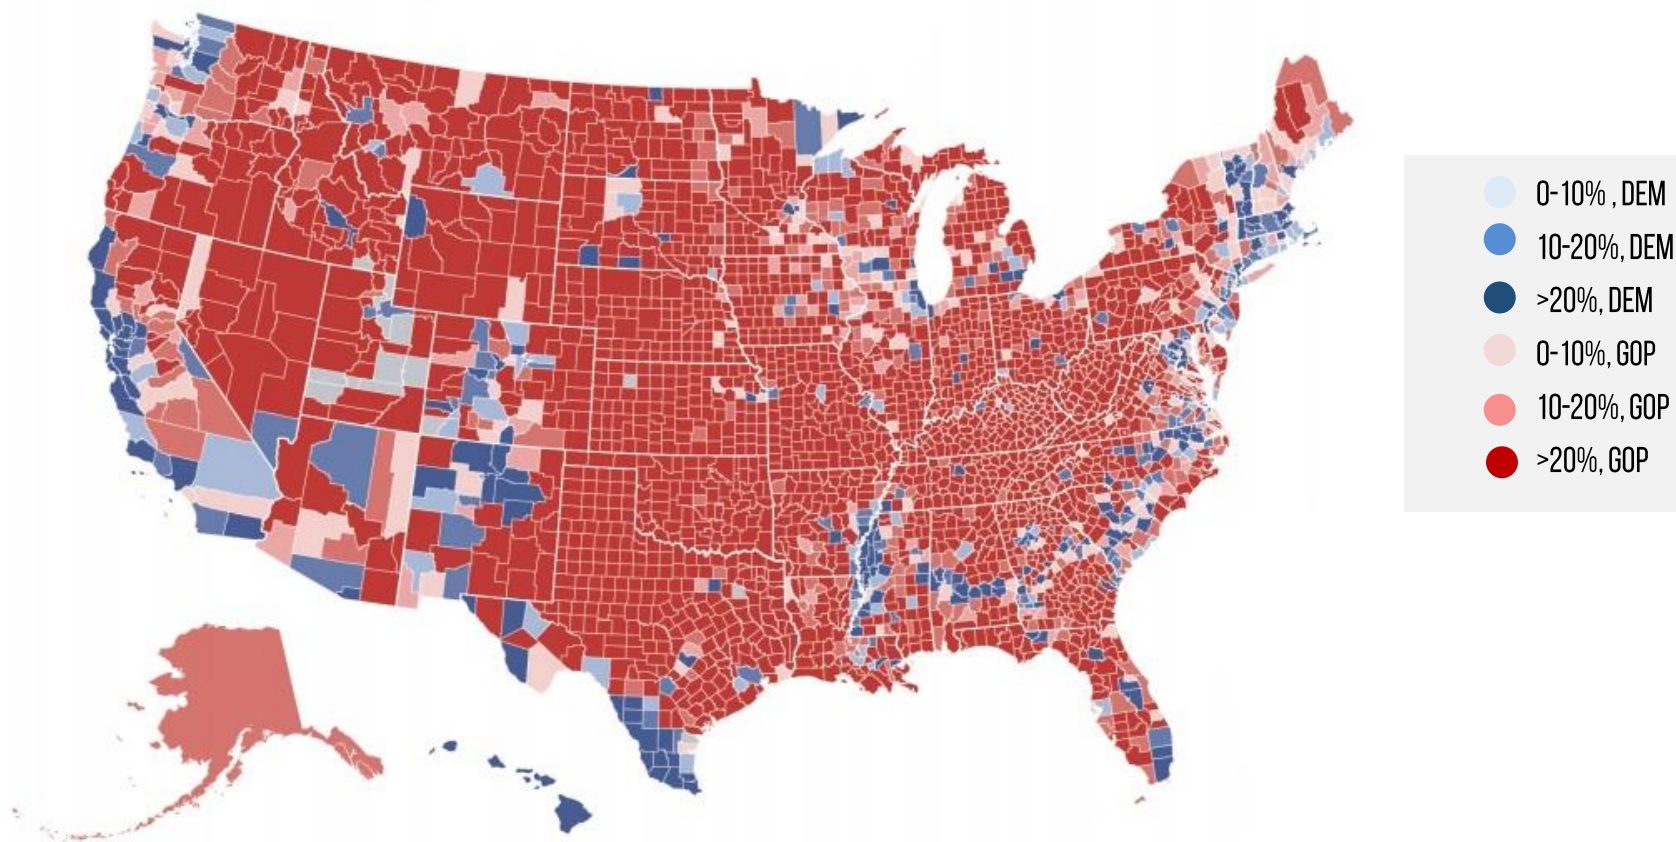 0-10% , DEM
10-20%, DEM
>20%, DEM
0-10%, GOP
10-20%, GOP
>20%, GOP